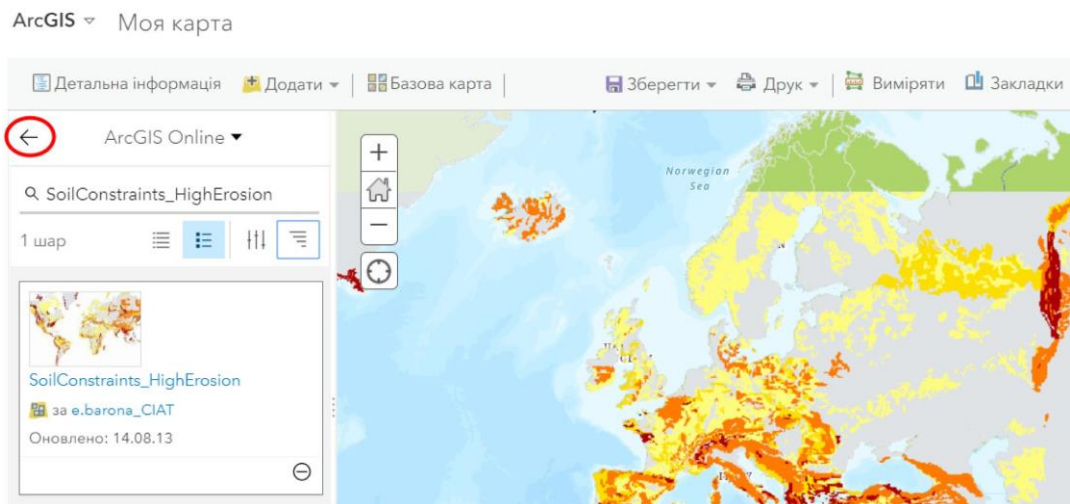 ArcGIS Моя карта
Детальна інформація Додати Базова карта Зберегти Друк Виміряти Закладки
ArcGIS Online
SoilConstraints_HighErosion
1 шар
SoilConstraints_HighErosion
за e.barona_CIAT
Оновлено: 14.08.13
Norwegian
Sea